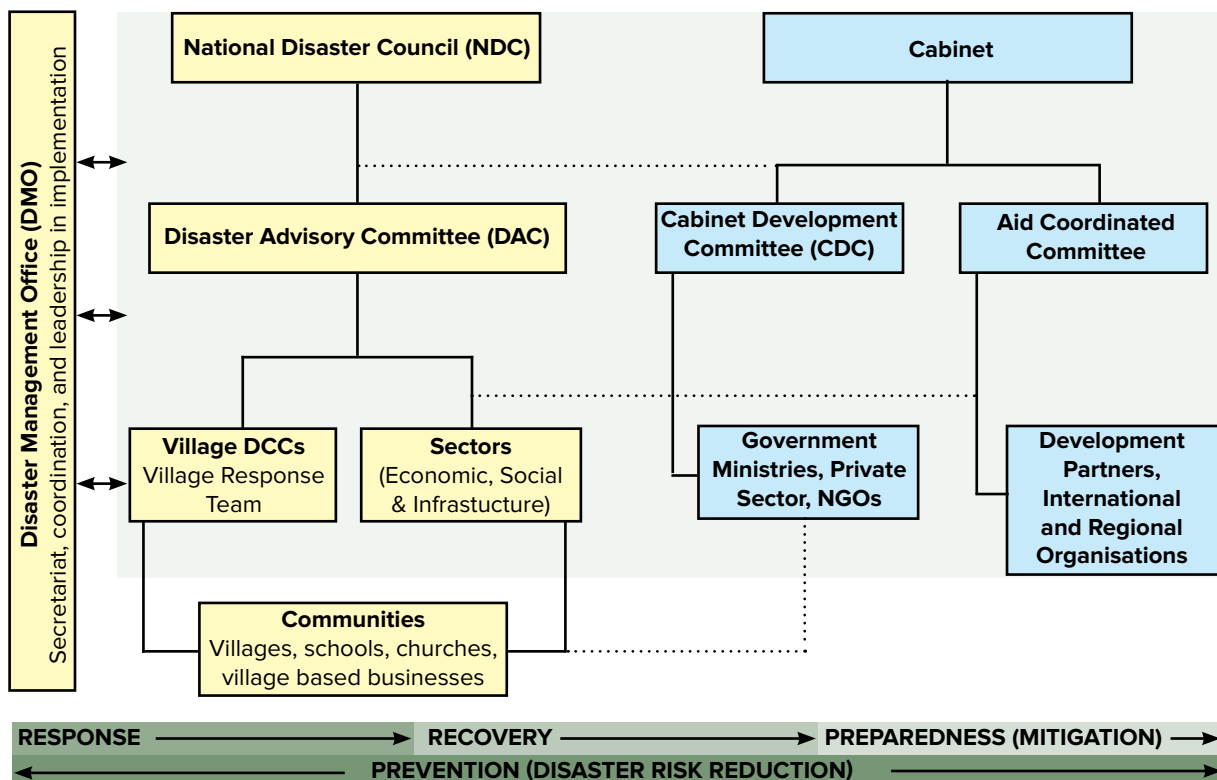 Disaster Management Office (DMO)
Secretariat, coordination, and leadership in implementation
National Disaster Council (NDC)
Cabinet
Disaster Advisory Committee (DAC)
Cabinet Development
Committee (CDC)
Aid Coordinated
Committee
Village DCCs
Village Response
Team
Sectors
(Economic, Social
& Infrastucture)
Government
Ministries, Private
Sector, NGOs
Development
Partners,
International
and Regional
Organisations
Communities
Villages, schools, churches,
village based businesses
RESPONSE
RECOVERY
PREPAREDNESS (MITIGATION)
PREVENTION (DISASTER RISK REDUCTION)